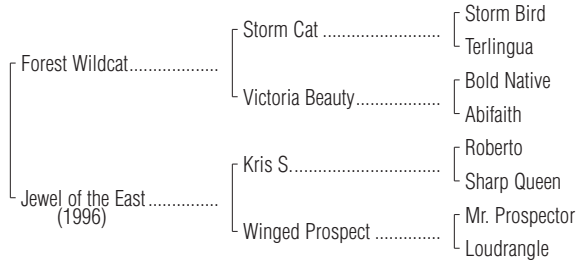 Storm Bird
Storm Cat ..........................
Terlingua
Forest Wildcat....................
Bold Native
Victoria Beauty...................
Abifaith
Roberto
Kris S.................................
Sharp Queen
Jewel of the East ................
(1996)
Mr. Prospector
Winged Prospect ...............
Loudrangle